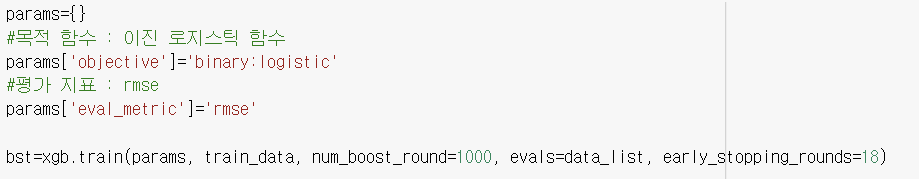 params={}
#목적 함수 : 이진 로지스틱 함수
params['objective']='binary:logistic'
#평가 지표 : rmse
params['eval_metric']='rmse'
bst=xgb.train(params, train_data, num_boost_round=1000, evals=data_list, early_stopping_rounds=18)